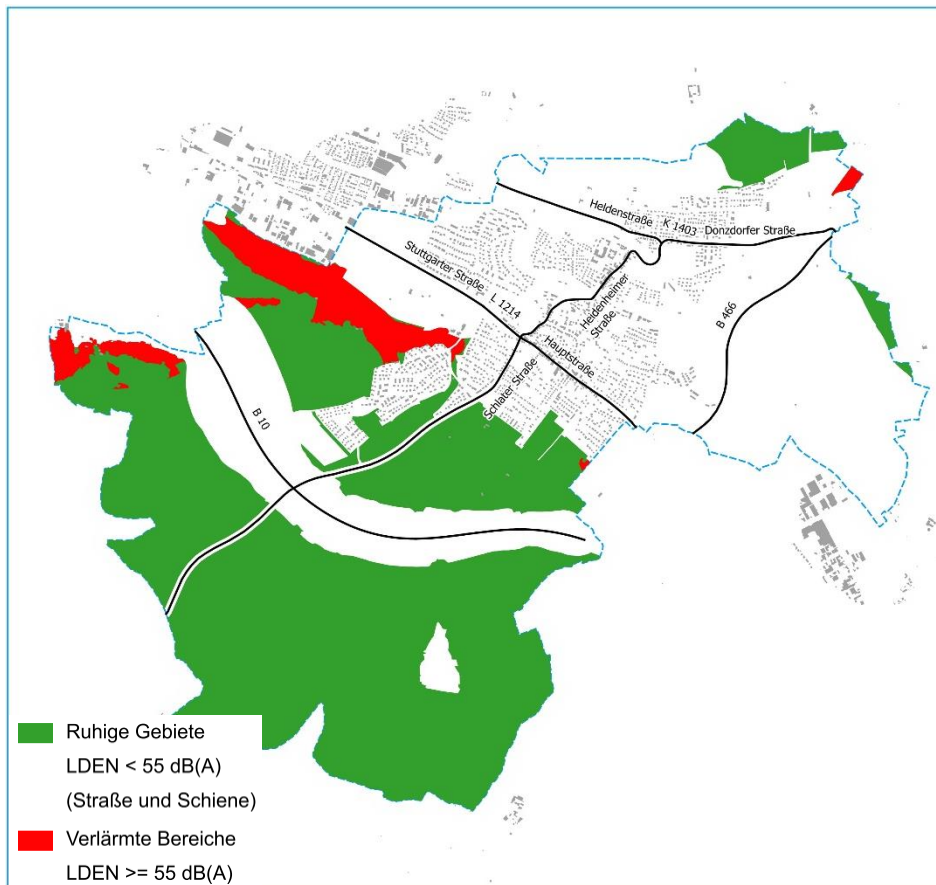 Heldenstraße K 1403 Donzdorfer Straße
Stuttgarter Straße L 1214
Heidenheimer
Straße
Hauptstraße
B 466
Schlater Straße
B 10
Ruhige Gebiete
LDEN < 55 dB(A)
(Straße und Schiene)
Verlärmte Bereiche
LDEN >= 55 dB(A)